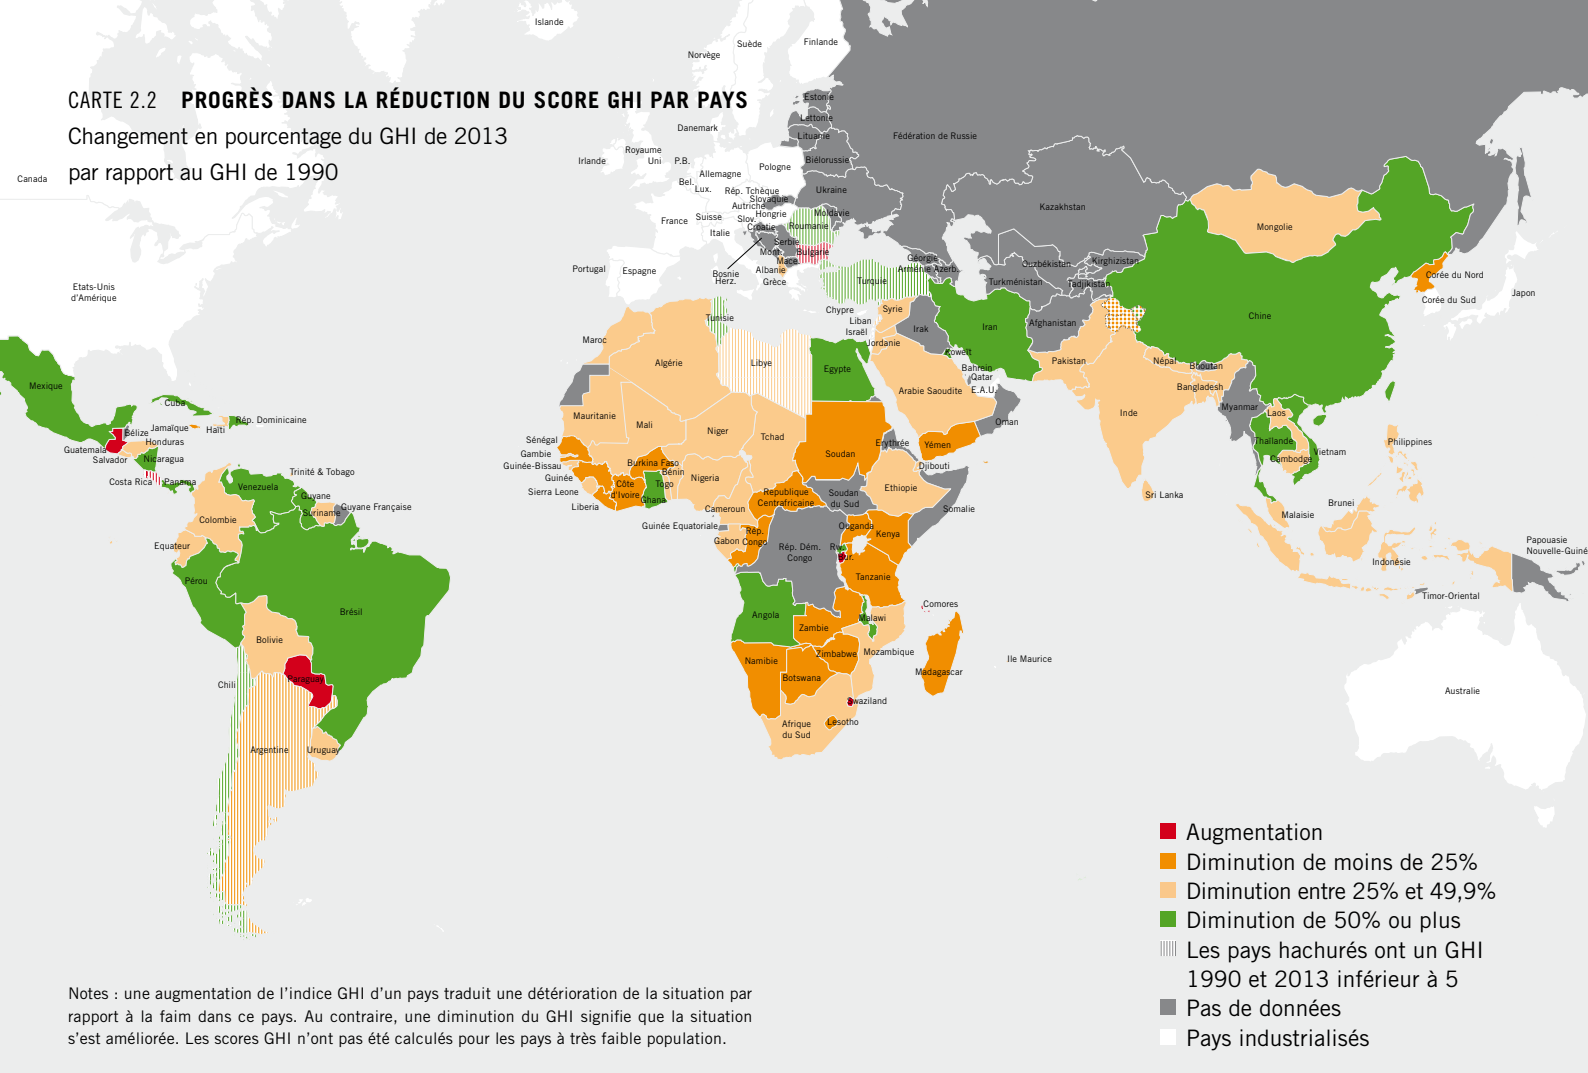 CARTE 2.2 PROGRÈS DANS LA RÉDUCTION DU SCORE GHI PAR PAYS
Changement en pourcentage du GHI de 2013
par rapport au GHI de 1990
Islande
Norvège
Suède
Finlande
Estonie
Lettonie
Lituanie
Biélorussie
Fédération de Russie
Danemark
Royaume
Uni
Irlande
P.B.
Pologne
Allemagne
Bel.
Lux.
Rép. Tchèque
Slovaquie
Autriche
Hongrie
Ukraine
Moldavie
France
Suisse
Slov.
Croatie
Roumanie
Italie
Serbie
Mont.
Bulgarie
Mace.
Bosnie
Herz.
Albanie
Grèce
Portugal
Espagne
Canada
Etats-Unis
d'Amérique
Kazakhstan
Mongolie
Géorgie
Arménie
Azerb.
Ouzbékistan
Kirghizistan
Turkménistan
Tadjikistan
Turquie
Corée du Nord
Corée du Sud
Japon
Chine
Chypre
Liban
Israël
Syrie
Jordanie
Irak
Iran
Afghanistan
Koweït
Bahrein
Qatar
E.A.U.
Pakistan
Népal
Bhoutan
Bangladesh
Inde
Myanmar
Laos
Thaïlande
Vietnam
Cambodge
Philippines
Sri Lanka
Brunei
Malaisie
Indonésie
Papouasie
Nouvelle-Guiné
Timor-Oriental
Arabie Saoudite
Oman
Yémen
Maroc
Algérie
Tunisie
Libye
Egypte
Mauritanie
Mali
Niger
Tchad
Soudan
Erythrée
Djibouti
Sénégal
Gambie
Guinée-Bissau
Guinée
Sierra Leone
Liberia
Burkina Faso
Bénin
Côte
d'Ivoire
Togo
Ghana
Nigeria
Cameroun
Republique
Centrafricaine
Soudan
du Sud
Ethiopie
Somalie
Guinée Equatoriale
Gabon
Rép.
Congo
Rép. Dém.
Congo
Ouganda
Kenya
Rw.
Bur.
Tanzanie
Comores
Angola
Zambie
Malawi
Mozambique
Zimbabwe
Namibie
Botswana
Madagascar
Ile Maurice
Swaziland
Lesotho
Afrique
du Sud
Mexique
Cuba
Jamaïque
Haïti
Rép. Dominicaine
Bélize
Honduras
Guatemala
Salvador
Nicaragua
Costa Rica
Panama
Trinité & Tobago
Venezuela
Guyane
Suriname
Guyane Française
Colombie
Equateur
Pérou
Brésil
Bolivie
Paraguay
Chili
Argentine
Uruguay
Australie
Augmentation
Diminution de moins de 25%
Diminution entre 25% et 49,9%
Diminution de 50% ou plus
Les pays hachurés ont un GHI
1990 et 2013 inférieur à 5
Pas de données
Pays industrialisés
Notes : une augmentation de l'indice GHI d'un pays traduit une détérioration de la situation par
rapport à la faim dans ce pays. Au contraire, une diminution du GHI signifie que la situation
s'est améliorée. Les scores GHI n'ont pas été calculés pour les pays à très faible population.